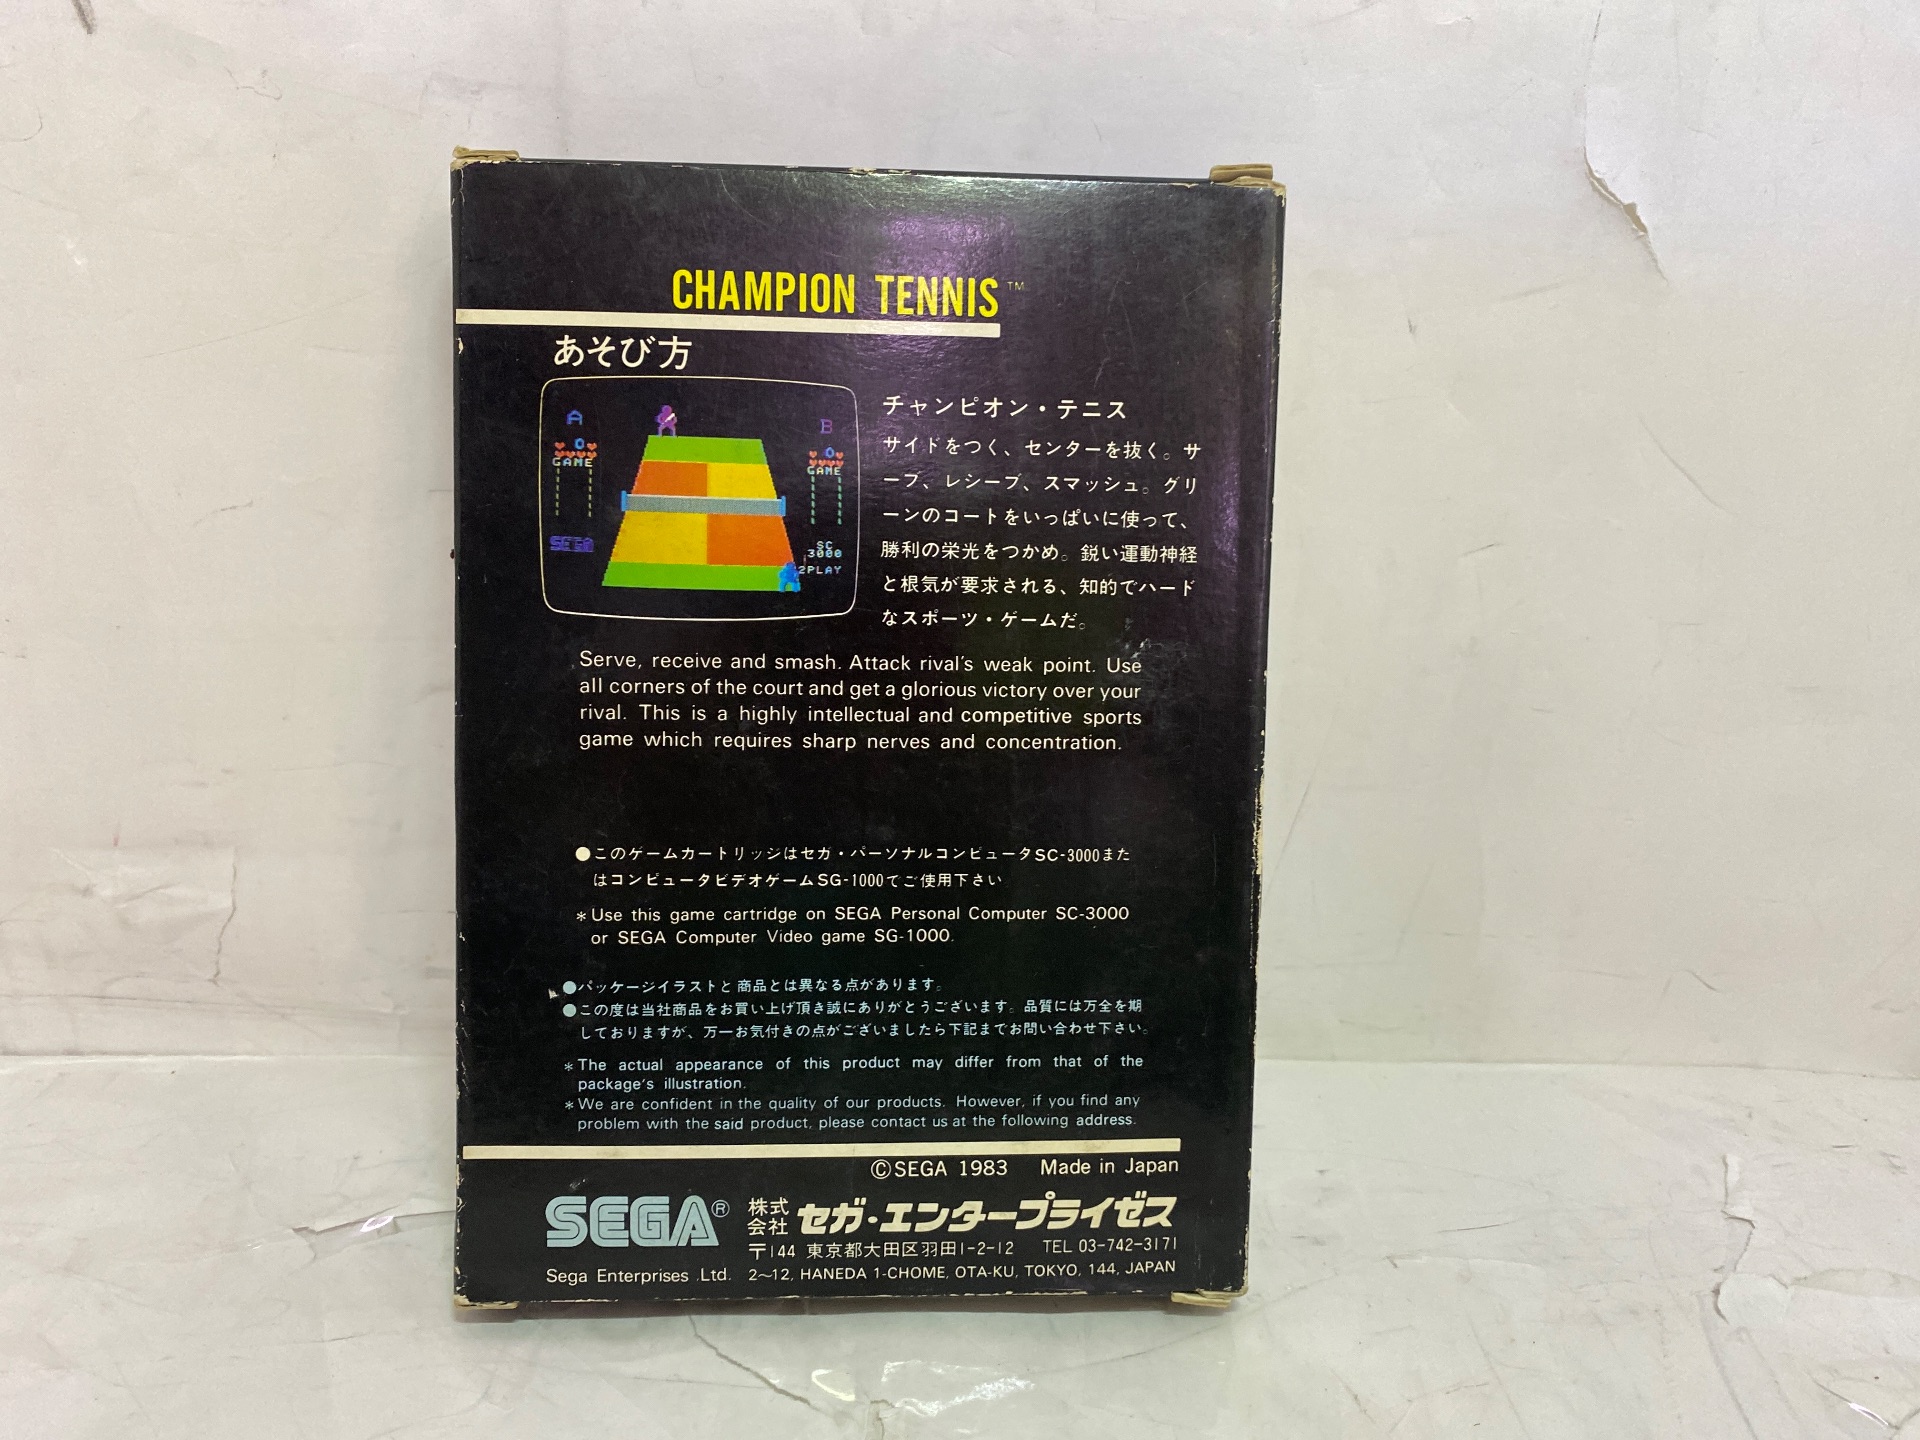 CHAMPION TENNIS™
あそび方
A
0
GAME
SEGA
B
0
GAME
SC
3000
2PLAY
チャンピオン・テニス
サイドをつく、センターを抜く。サ
ーブ、レシーブ、スマッシュ。グリ
ーンのコートをいっぱいに使って、
勝利の栄光をつかめ。鋭い運動神経
と根気が要求される、知的でハード
なスポーツ・ゲームだ。
Serve, receive and smash. Attack rival's weak point. Use
all corners of the court and get a glorious victory over your
rival. This is a highly intellectual and competitive sports
game which requires sharp nerves and concentration.
●このゲームカートリッジはセガ・パーソナルコンピュータSC-3000また
はコンピュータビデオゲームSG-1000でご使用下さい
*Use this game cartridge on SEGA Personal Computer SC-3000
or SEGA Computer Video game SG-1000.
●パッケージイラストと商品とは異なる点があります。
●この度は当社商品をお買い上げ頂き誠にありがとうございます。品質には万全を期
しておりますが、万一お気付きの点がございましたら下記までお問い合わせ下さい。
*The actual appearance of this product may differ from that of the
package's illustration.
*We are confident in the quality of our products. However, if you find any
problem with the said product, please contact us at the following address.
©SEGA 1983 Made in Japan
SEGA® 株式会社 セガ・エンタープライゼス
〒144 東京都大田区羽田1-2-12 TEL 03-742-3171
Sega Enterprises Ltd. 2~12, HANEDA 1-CHOME, OTA-KU, TOKYO, 144, JAPAN